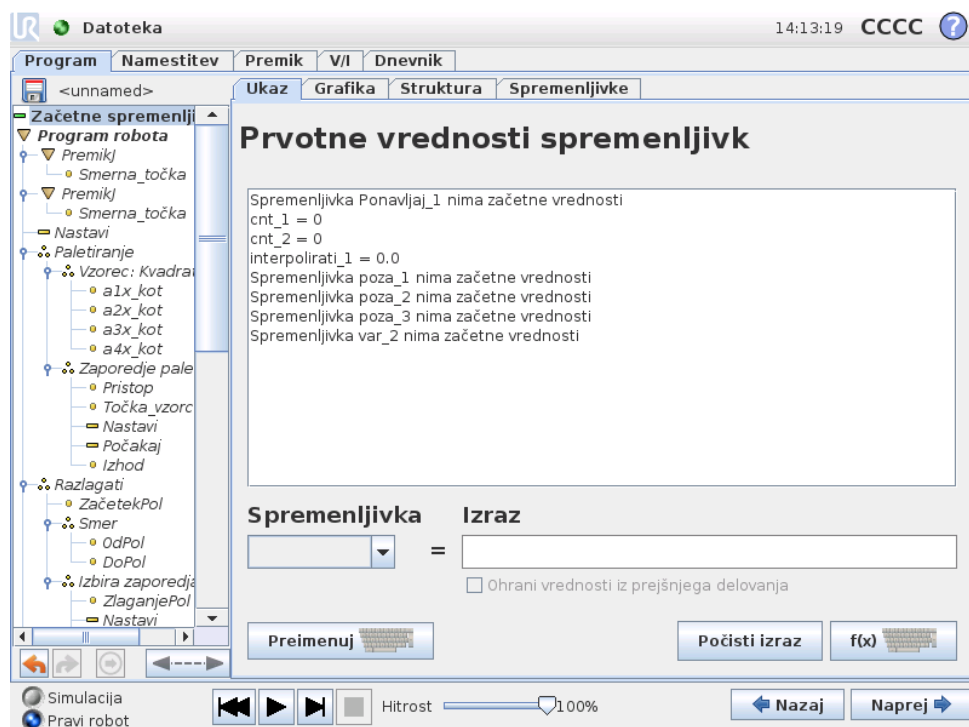 UR Datoteka 14:13:19 CCCC ?
Program Namestitev Premik V/I Dnevnik
<unnamed>
Ukaz Grafika Struktura Spremenljivke
Začetne spremenlji
Program robota
PremikJ
Smerna_točka
PremikJ
Smerna_točka
Nastavi
Paletiranje
Vzorec: Kvadrat
a1x_kot
a2x_kot
a3x_kot
a4x_kot
Zaporedje pale
Pristop
Točka_vzorc
Nastavi
Počakaj
Izhod
Razlagati
ZačetekPol
Smer
OdPol
DoPol
Izbira zaporedja
ZlaganjePol
Nastavi
Prvotne vrednosti spremenljivk
Spremenljivka Ponavljaj_1 nima začetne vrednosti
cnt_1 = 0
cnt_2 = 0
interpolirati_1 = 0.0
Spremenljivka poza_1 nima začetne vrednosti
Spremenljivka poza_2 nima začetne vrednosti
Spremenljivka poza_3 nima začetne vrednosti
Spremenljivka var_2 nima začetne vrednosti
Spremenljivka Izraz
=
Ohrani vrednosti iz prejšnjega delovanja
Preimenuj Počisti izraz f(x)
Simulacija
Pravi robot
Hitrost 100%
Nazaj Naprej